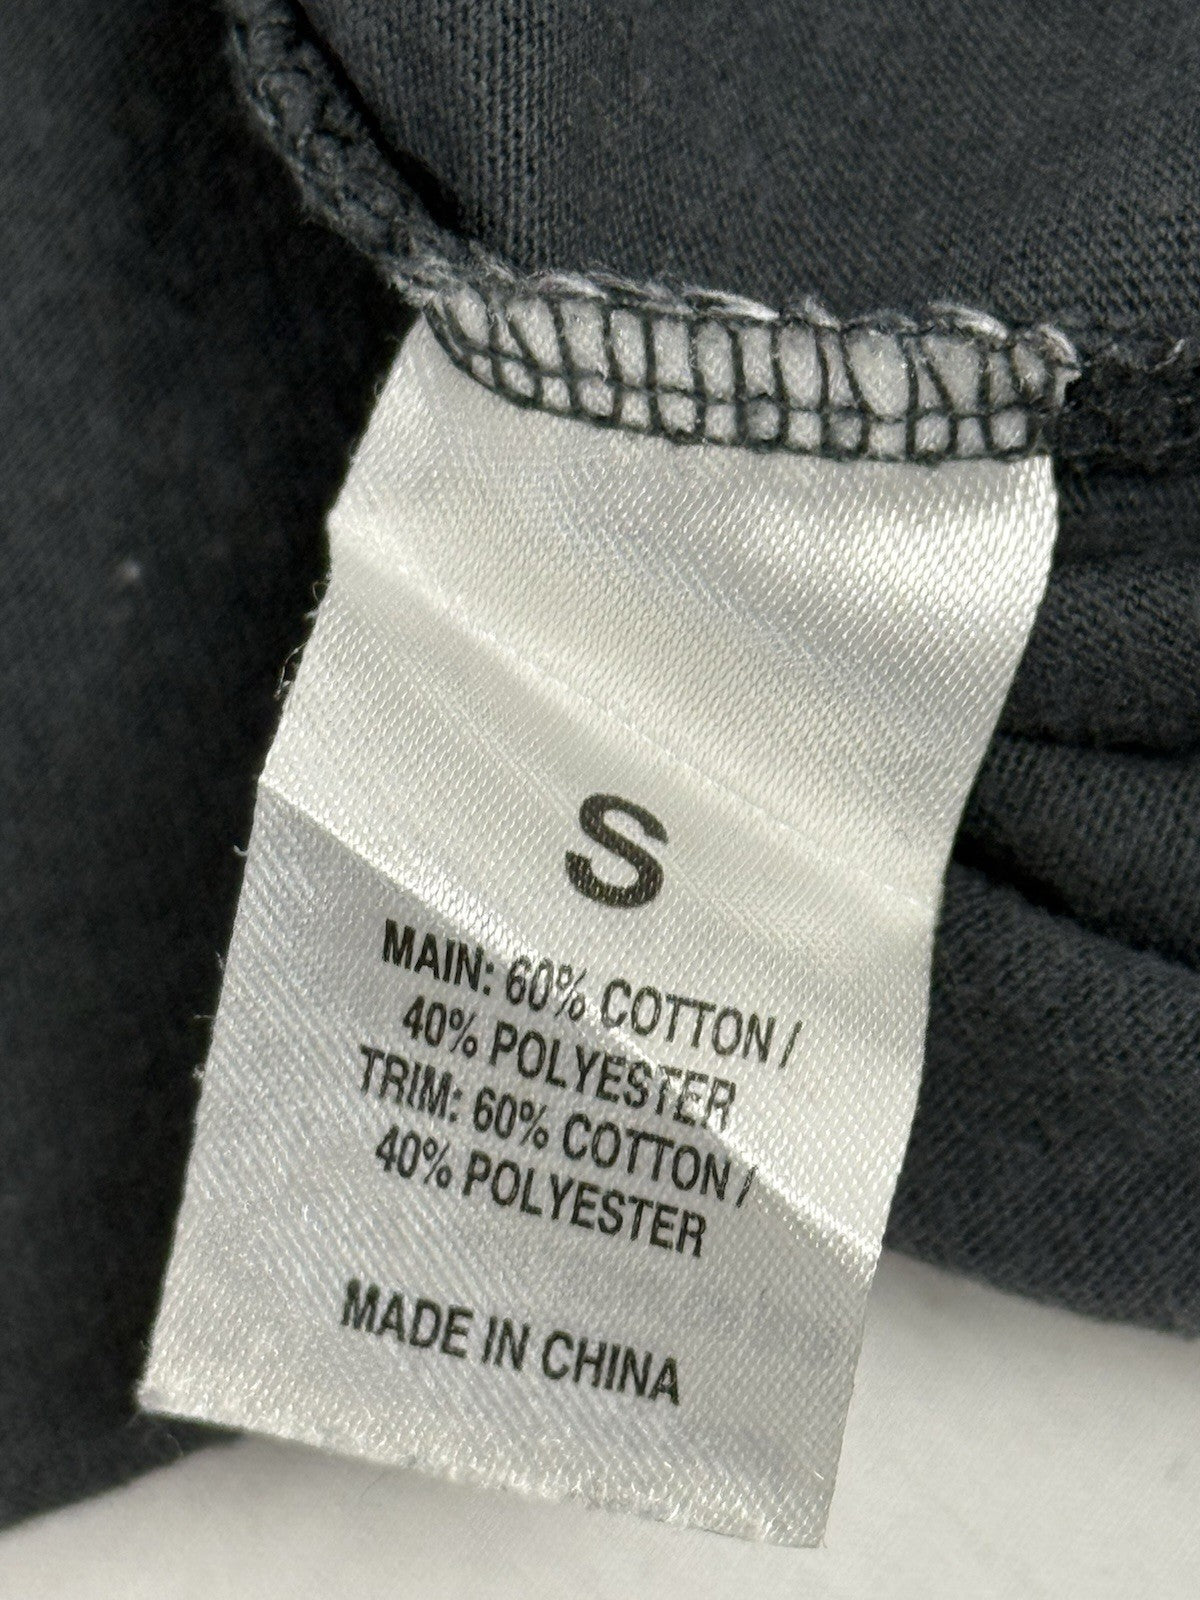 S
MAIN: 60% COTTON /
40% POLYESTER
TRIM: 60% COTTON /
40% POLYESTER
MADE IN CHINA